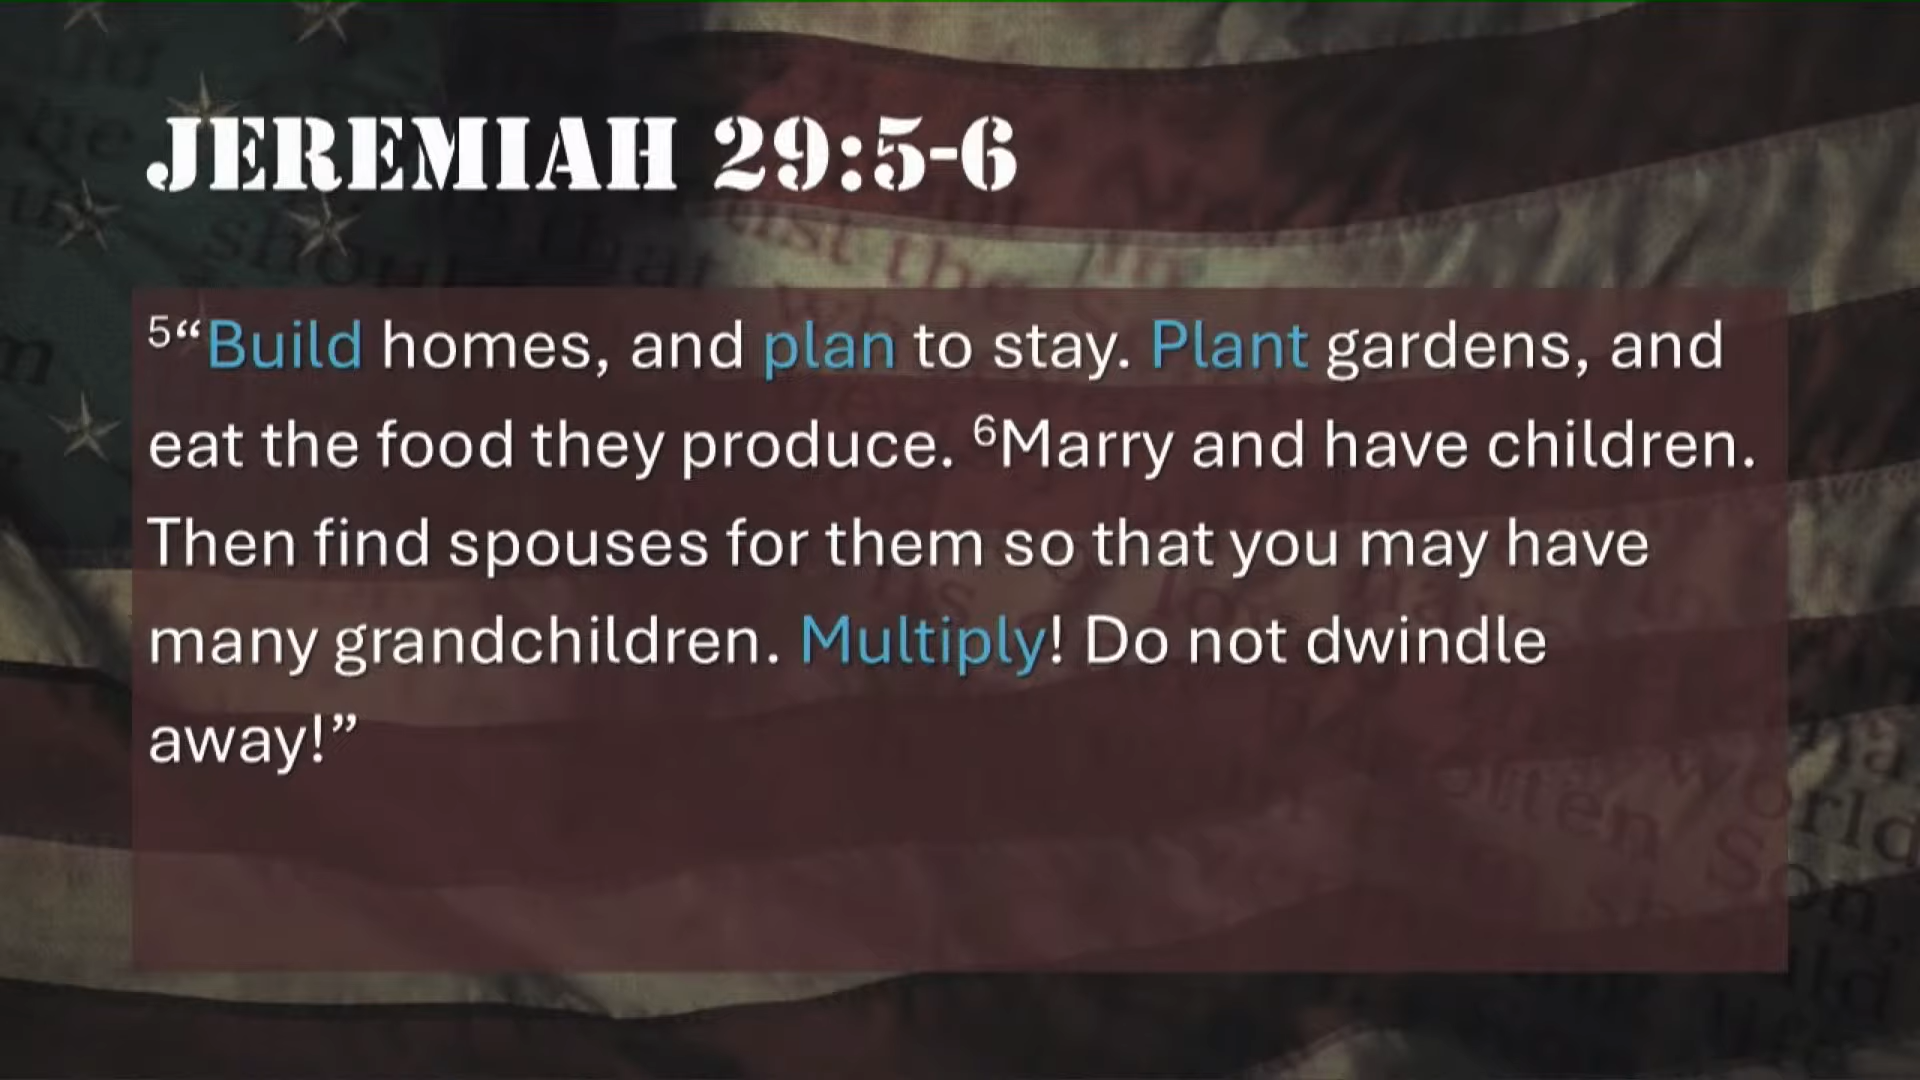 JEREMIAH 29:5-6
⁵“Build homes, and plan to stay. Plant gardens, and
eat the food they produce. ⁶Marry and have children.
Then find spouses for them so that you may have
many grandchildren. Multiply! Do not dwindle
away!”